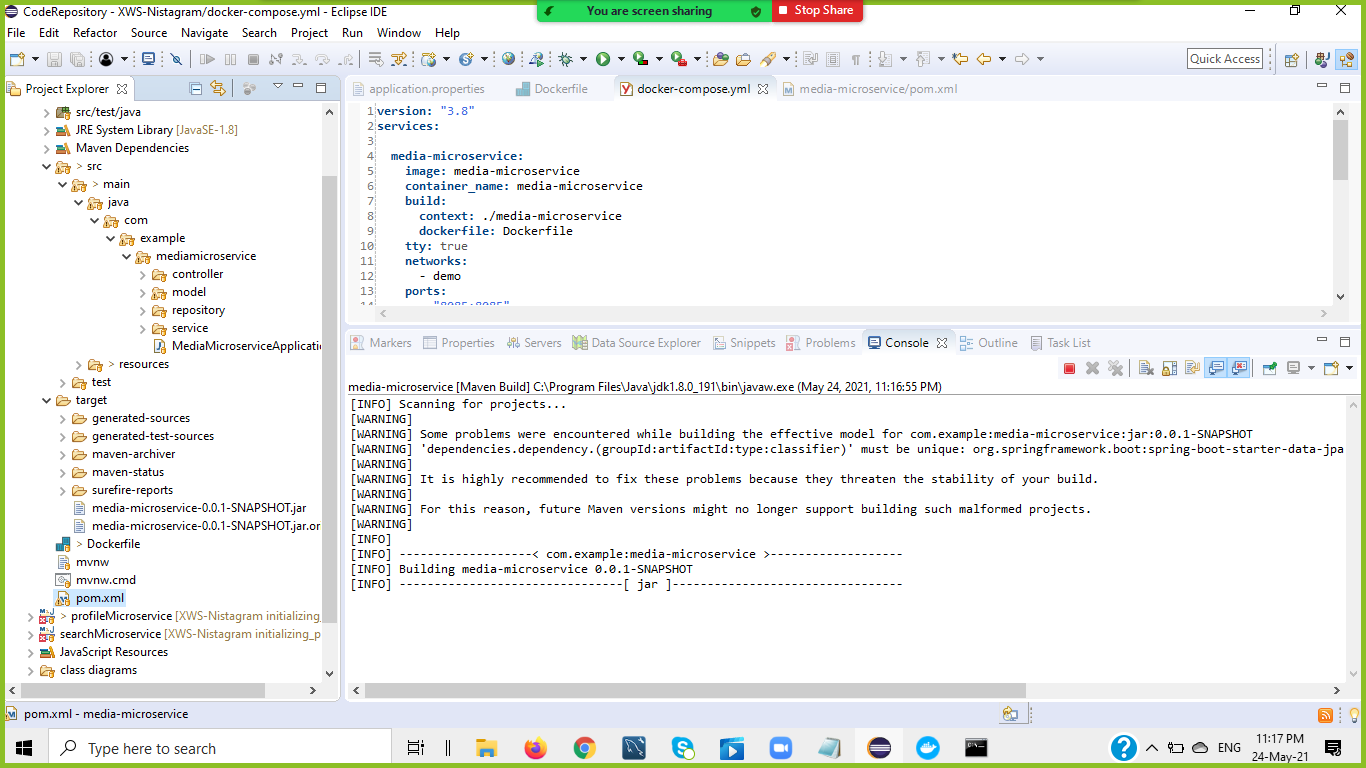 CodeRepository - XWS-Nistagram/docker-compose.yml - Eclipse IDE
You are screen sharing
Stop Share
File Edit Refactor Source Navigate Search Project Run Window Help
Quick Access
Project Explorer
src/test/java
JRE System Library [JavaSE-1.8]
Maven Dependencies
> src
> main
java
com
example
mediamicroservice
controller
model
repository
service
MediaMicroserviceApplicati
> resources
test
target
generated-sources
generated-test-sources
maven-archiver
maven-status
surefire-reports
media-microservice-0.0.1-SNAPSHOT.jar
media-microservice-0.0.1-SNAPSHOT.jar.or
> Dockerfile
mvnw
mvnw.cmd
pom.xml
> profileMicroservice [XWS-Nistagram initializing_
searchMicroservice [XWS-Nistagram initializing_p
JavaScript Resources
class diagrams
application.properties Dockerfile docker-compose.yml media-microservice/pom.xml
1 version: "3.8"
2 services:
3
4 media-microservice:
5 image: media-microservice
6 container_name: media-microservice
7 build:
8 context: ./media-microservice
9 dockerfile: Dockerfile
10 tty: true
11 networks:
12 - demo
13 ports:
14 - "8085:8085"
Markers Properties Servers Data Source Explorer Snippets Problems Console Outline Task List
media-microservice [Maven Build] C:\Program Files\Java\jdk1.8.0_191\bin\javaw.exe (May 24, 2021, 11:16:55 PM)
[INFO] Scanning for projects...
[WARNING]
[WARNING] Some problems were encountered while building the effective model for com.example:media-microservice:jar:0.0.1-SNAPSHOT
[WARNING] 'dependencies.dependency.(groupId:artifactId:type:classifier)' must be unique: org.springframework.boot:spring-boot-starter-data-jpa
[WARNING]
[WARNING] It is highly recommended to fix these problems because they threaten the stability of your build.
[WARNING]
[WARNING] For this reason, future Maven versions might no longer support building such malformed projects.
[WARNING]
[INFO]
[INFO] -------------------< com.example:media-microservice >-------------------
[INFO] Building media-microservice 0.0.1-SNAPSHOT
[INFO] --------------------------------[ jar ]---------------------------------
pom.xml - media-microservice
Type here to search
ENG
11:17 PM
24-May-21